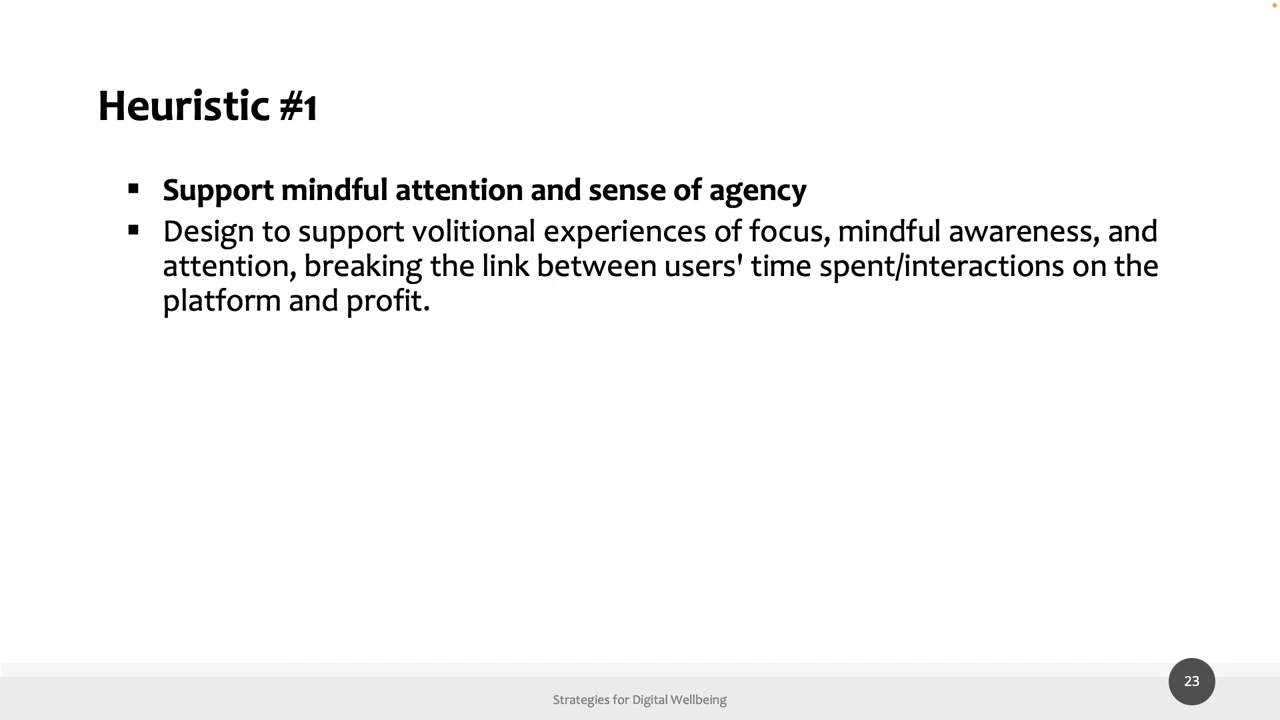 Heuristic #1
▪ Support mindful attention and sense of agency
▪ Design to support volitional experiences of focus, mindful awareness, and
attention, breaking the link between users' time spent/interactions on the
platform and profit.
Strategies for Digital Wellbeing
23